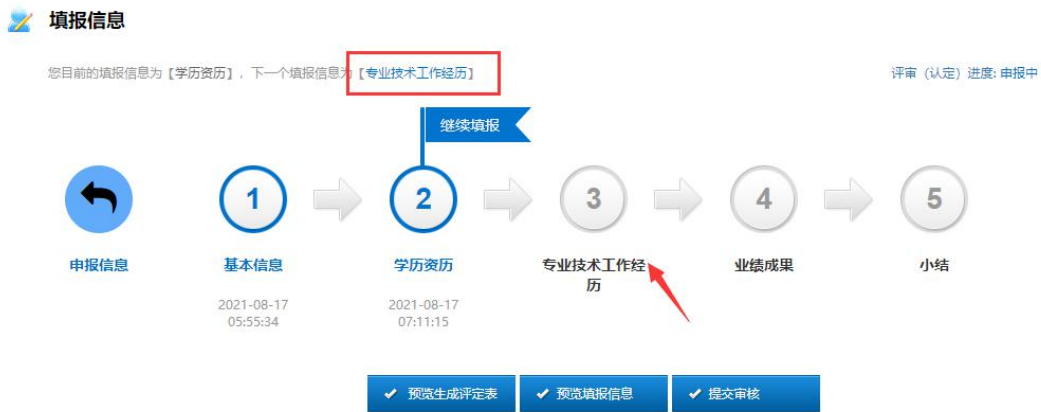 填报信息
您目前的填报信息为【学历资历】，下一个填报信息为【专业技术工作经历】
评审（认定）进度: 申报中
继续填报
1
2
3
4
5
申报信息
基本信息
学历资历
专业技术工作经
历
业绩成果
小结
2021-08-17
05:55:34
2021-08-17
07:11:15
预览生成评定表
预览填报信息
提交审核